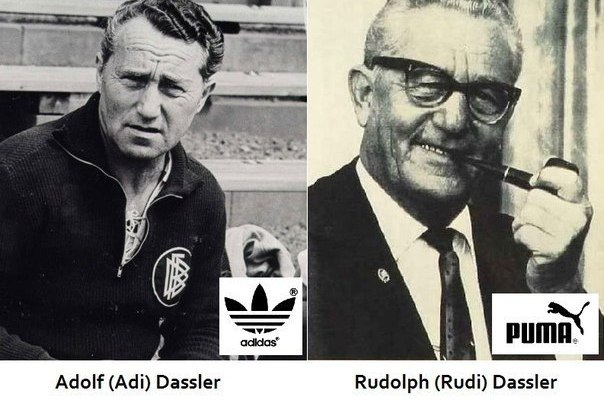 adidas®
PUMA®
Adolf (Adi) Dassler
Rudolph (Rudi) Dassler